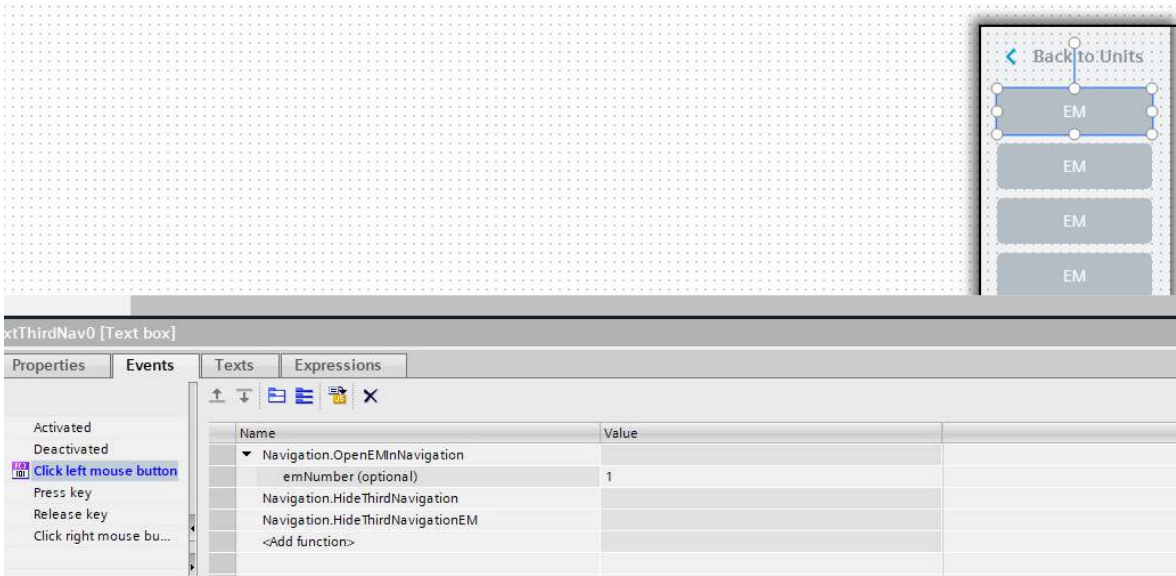 Back to Units
EM
EM
EM
EM
xtThirdNav0 [Text box]
Properties Events Texts Expressions
Activated
Deactivated
Click left mouse button
Press key
Release key
Click right mouse bu...
Name Value
Navigation.OpenEMInNavigation
emNumber (optional) 1
Navigation.HideThirdNavigation
Navigation.HideThirdNavigationEM
<Add function>